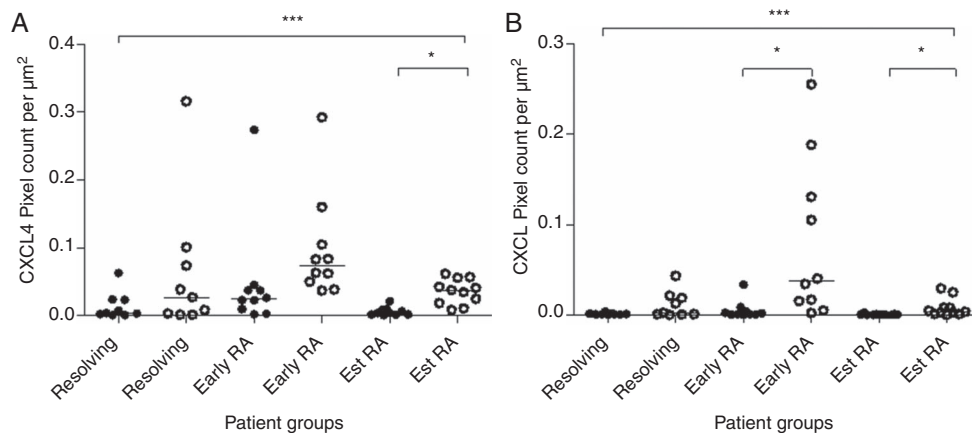 A
CXCL4 Pixel count per µm²
0.4
0.3
0.2
0.1
0.0
***
*
Resolving
Resolving
Early RA
Early RA
Est RA
Est RA
Patient groups
B
CXCL Pixel count per µm²
0.3
0.2
0.1
0.0
***
*
*
Resolving
Resolving
Early RA
Early RA
Est RA
Est RA
Patient groups